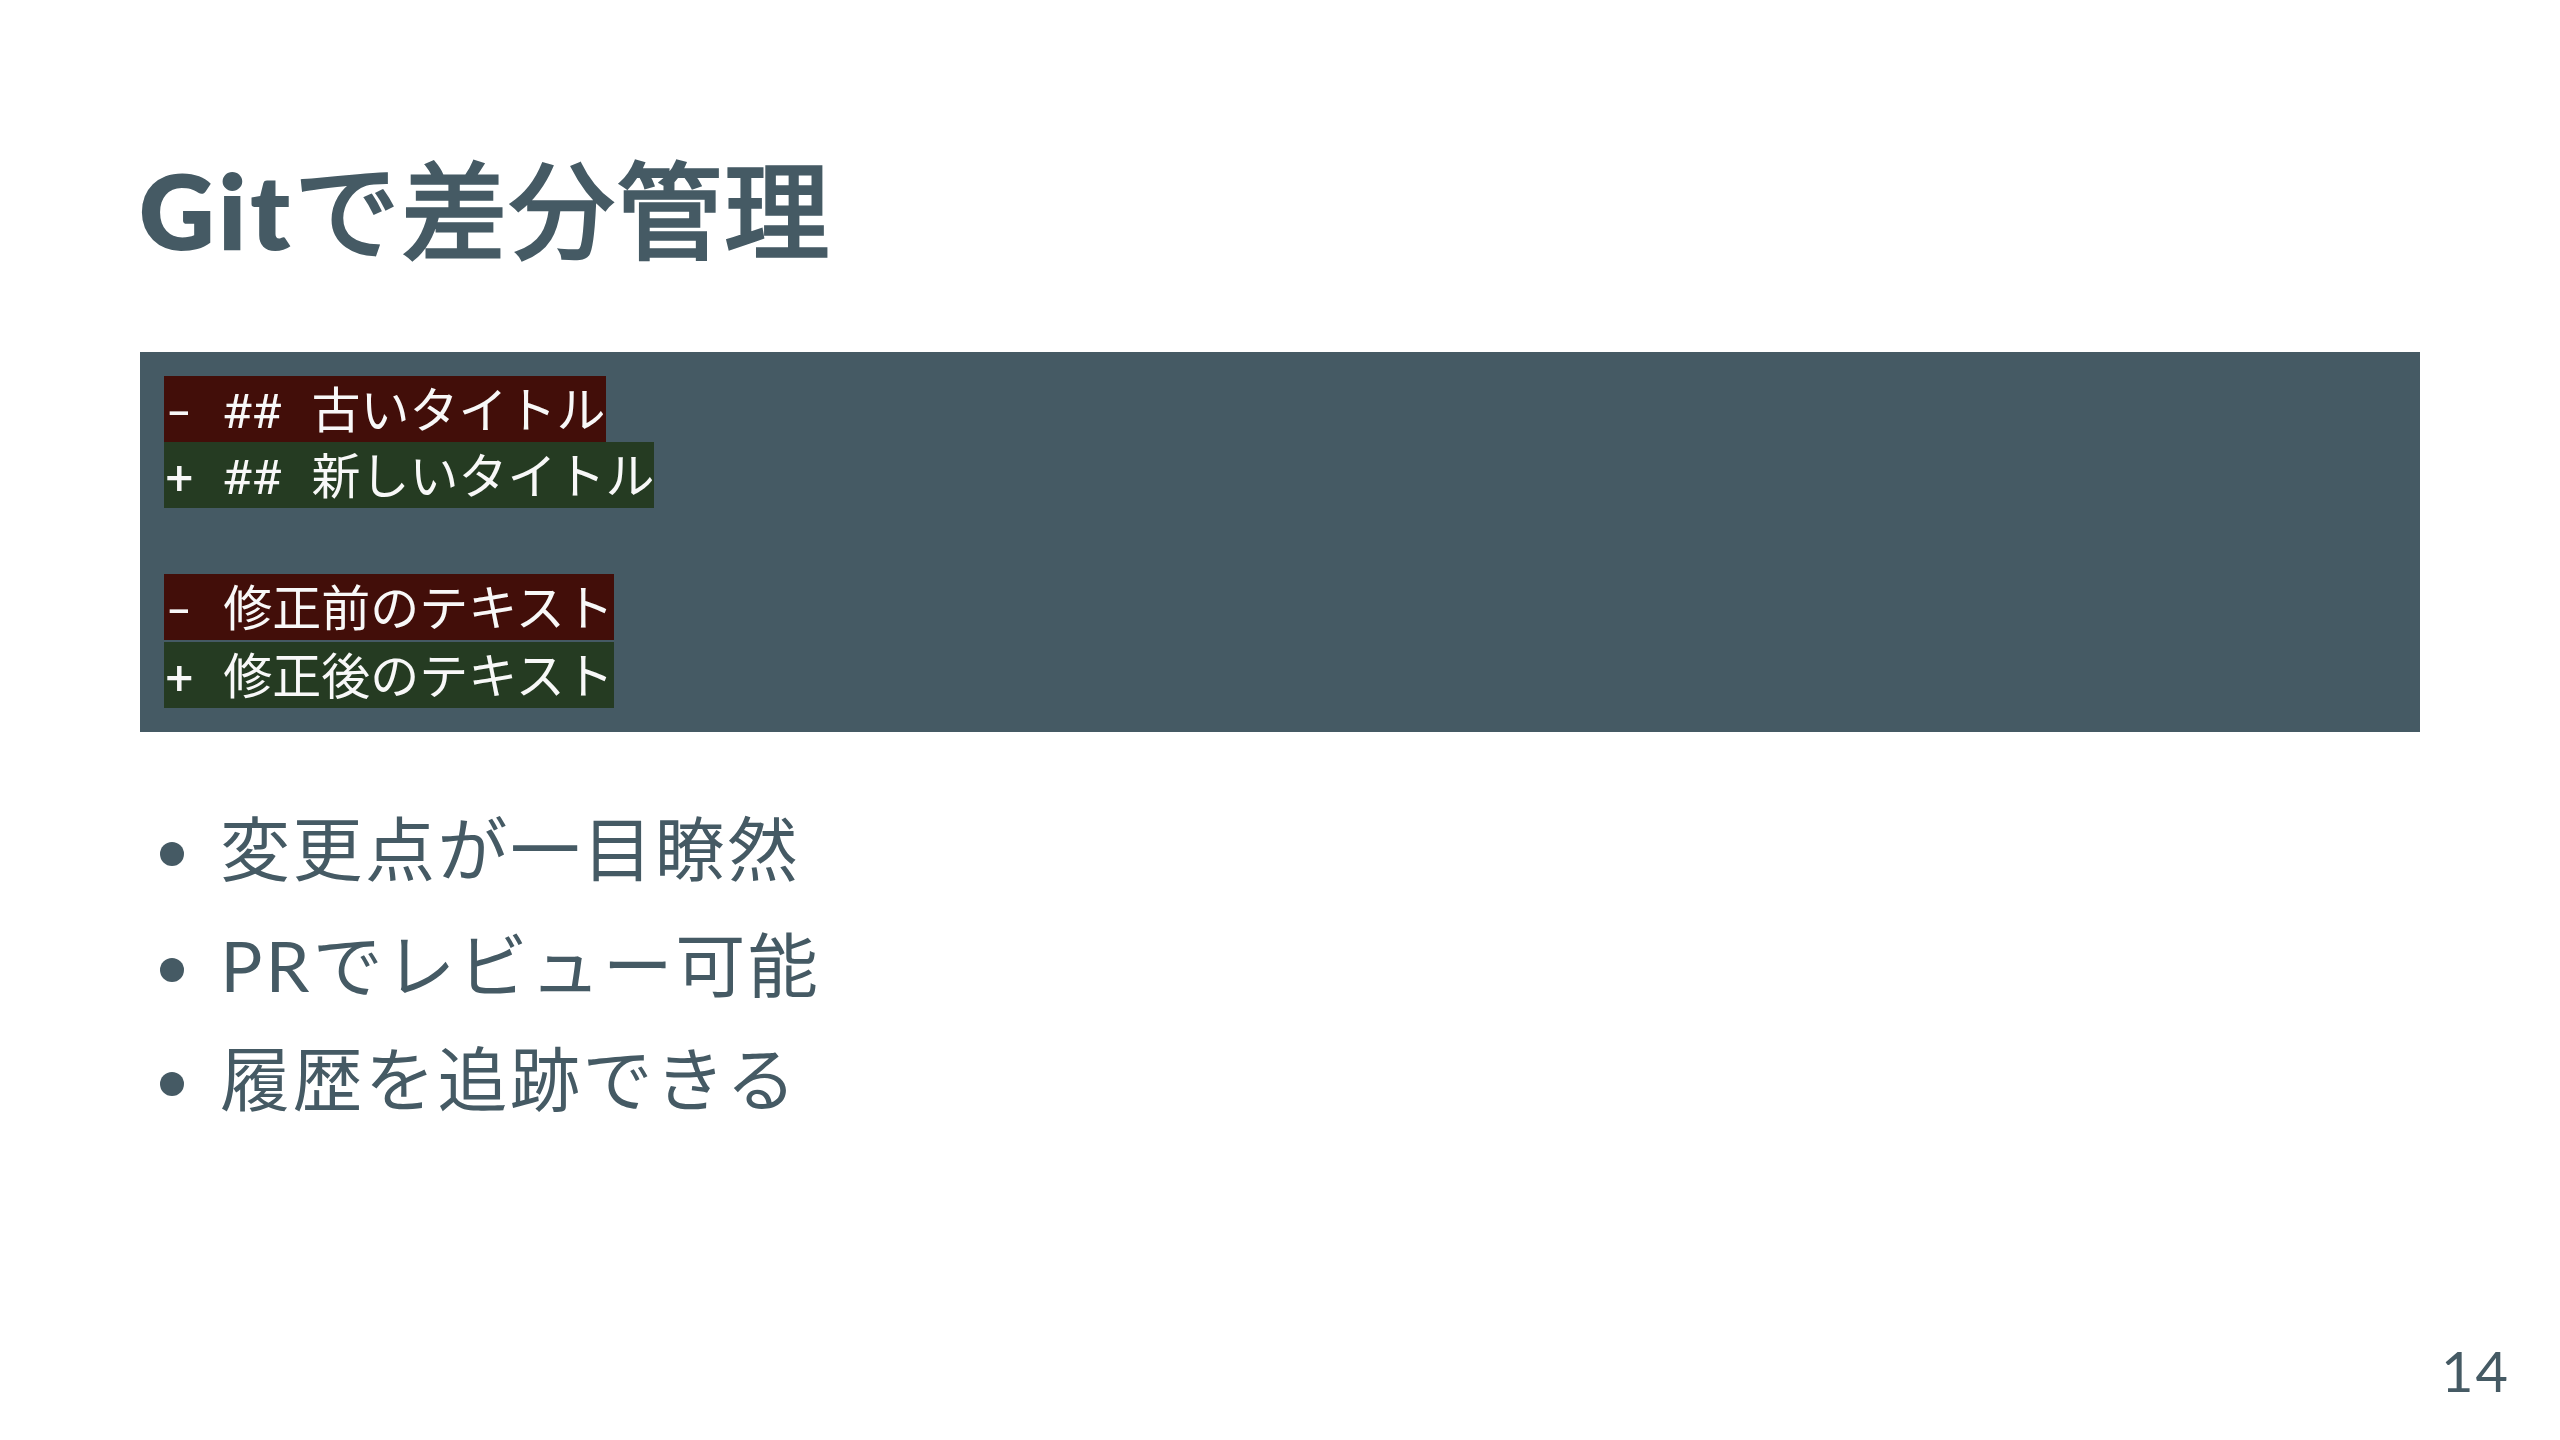 Gitで差分管理
- ## 古いタイトル
+ ## 新しいタイトル
- 修正前のテキスト
+ 修正後のテキスト
• 変更点が一目瞭然
• PRでレビュー可能
• 履歴を追跡できる
14